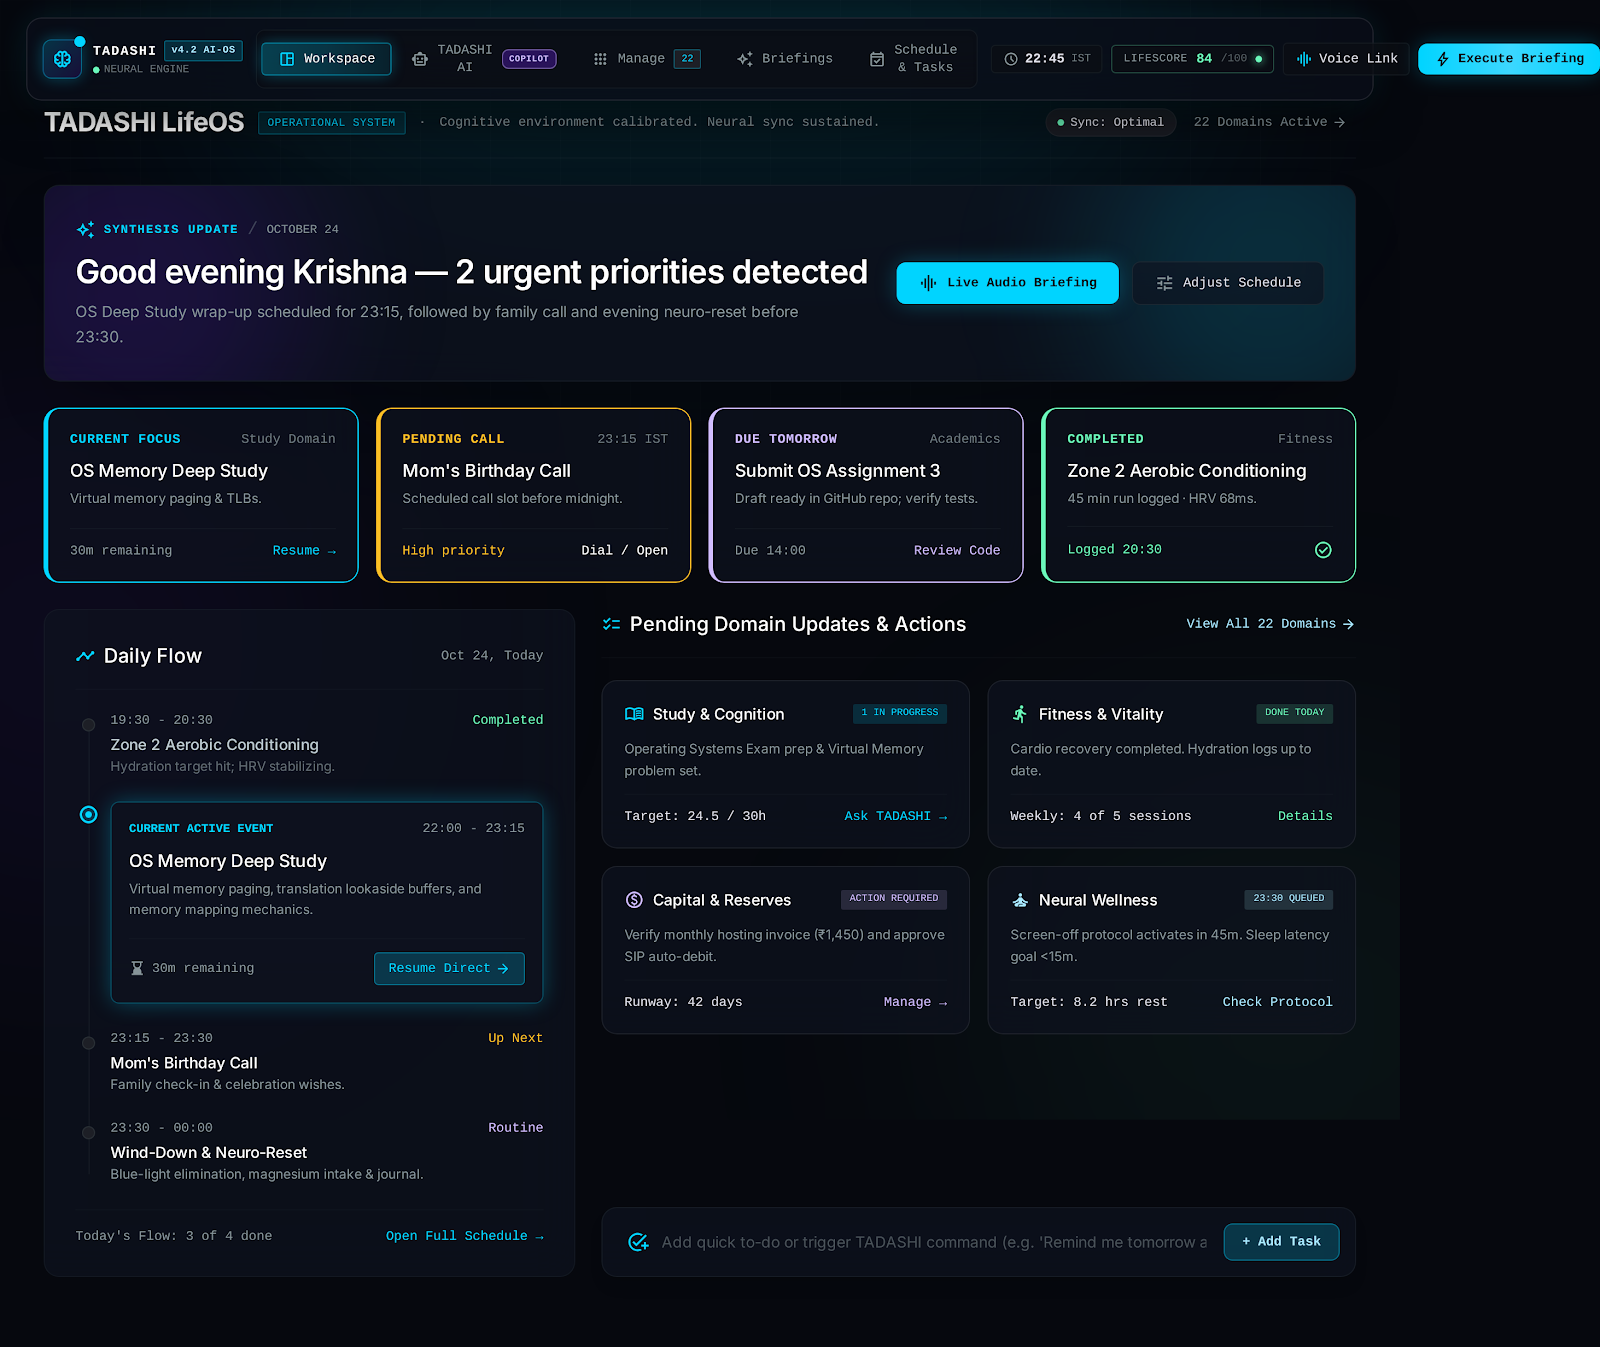 TADASHI v4.2 AI-OS
NEURAL ENGINE
Workspace
TADASHI
AI
COPILOT
Manage 22
Briefings
Schedule
& Tasks
22:45 IST
LIFESCORE 84 /100
Voice Link
Execute Briefing
TADASHI LifeOS OPERATIONAL SYSTEM · Cognitive environment calibrated. Neural sync sustained.
Sync: Optimal
22 Domains Active →
SYNTHESIS UPDATE / OCTOBER 24
Good evening Krishna — 2 urgent priorities detected
OS Deep Study wrap-up scheduled for 23:15, followed by family call and evening neuro-reset before
23:30.
Live Audio Briefing
Adjust Schedule
CURRENT FOCUS Study Domain
OS Memory Deep Study
Virtual memory paging & TLBs.
30m remaining Resume →
PENDING CALL 23:15 IST
Mom's Birthday Call
Scheduled call slot before midnight.
High priority Dial / Open
DUE TOMORROW Academics
Submit OS Assignment 3
Draft ready in GitHub repo; verify tests.
Due 14:00 Review Code
COMPLETED Fitness
Zone 2 Aerobic Conditioning
45 min run logged · HRV 68ms.
Logged 20:30
Daily Flow Oct 24, Today
19:30 - 20:30 Completed
Zone 2 Aerobic Conditioning
Hydration target hit; HRV stabilizing.
CURRENT ACTIVE EVENT 22:00 - 23:15
OS Memory Deep Study
Virtual memory paging, translation lookaside buffers, and
memory mapping mechanics.
30m remaining Resume Direct →
23:15 - 23:30 Up Next
Mom's Birthday Call
Family check-in & celebration wishes.
23:30 - 00:00 Routine
Wind-Down & Neuro-Reset
Blue-light elimination, magnesium intake & journal.
Today's Flow: 3 of 4 done Open Full Schedule →
Pending Domain Updates & Actions View All 22 Domains →
Study & Cognition 1 IN PROGRESS
Operating Systems Exam prep & Virtual Memory
problem set.
Target: 24.5 / 30h Ask TADASHI →
Fitness & Vitality DONE TODAY
Cardio recovery completed. Hydration logs up to
date.
Weekly: 4 of 5 sessions Details
Capital & Reserves ACTION REQUIRED
Verify monthly hosting invoice (₹1,450) and approve
SIP auto-debit.
Runway: 42 days Manage →
Neural Wellness 23:30 QUEUED
Screen-off protocol activates in 45m. Sleep latency
goal <15m.
Target: 8.2 hrs rest Check Protocol
Add quick to-do or trigger TADASHI command (e.g. 'Remind me tomorrow a
+ Add Task